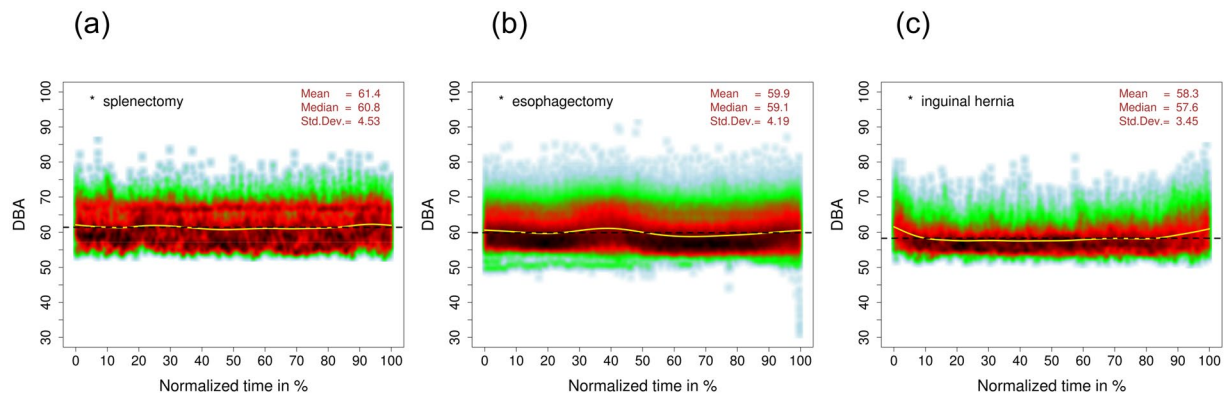 (a)
(b)
(c)
* splenectomy
Mean = 61.4
Median = 60.8
Std.Dev.= 4.53
DBA
100
90
80
70
60
50
40
30
0 10 20 30 40 50 60 70 80 90 100
Normalized time in %
* esophagectomy
Mean = 59.9
Median = 59.1
Std.Dev.= 4.19
DBA
100
90
80
70
60
50
40
30
0 10 20 30 40 50 60 70 80 90 100
Normalized time in %
* inguinal hernia
Mean = 58.3
Median = 57.6
Std.Dev.= 3.45
DBA
100
90
80
70
60
50
40
30
0 10 20 30 40 50 60 70 80 90 100
Normalized time in %